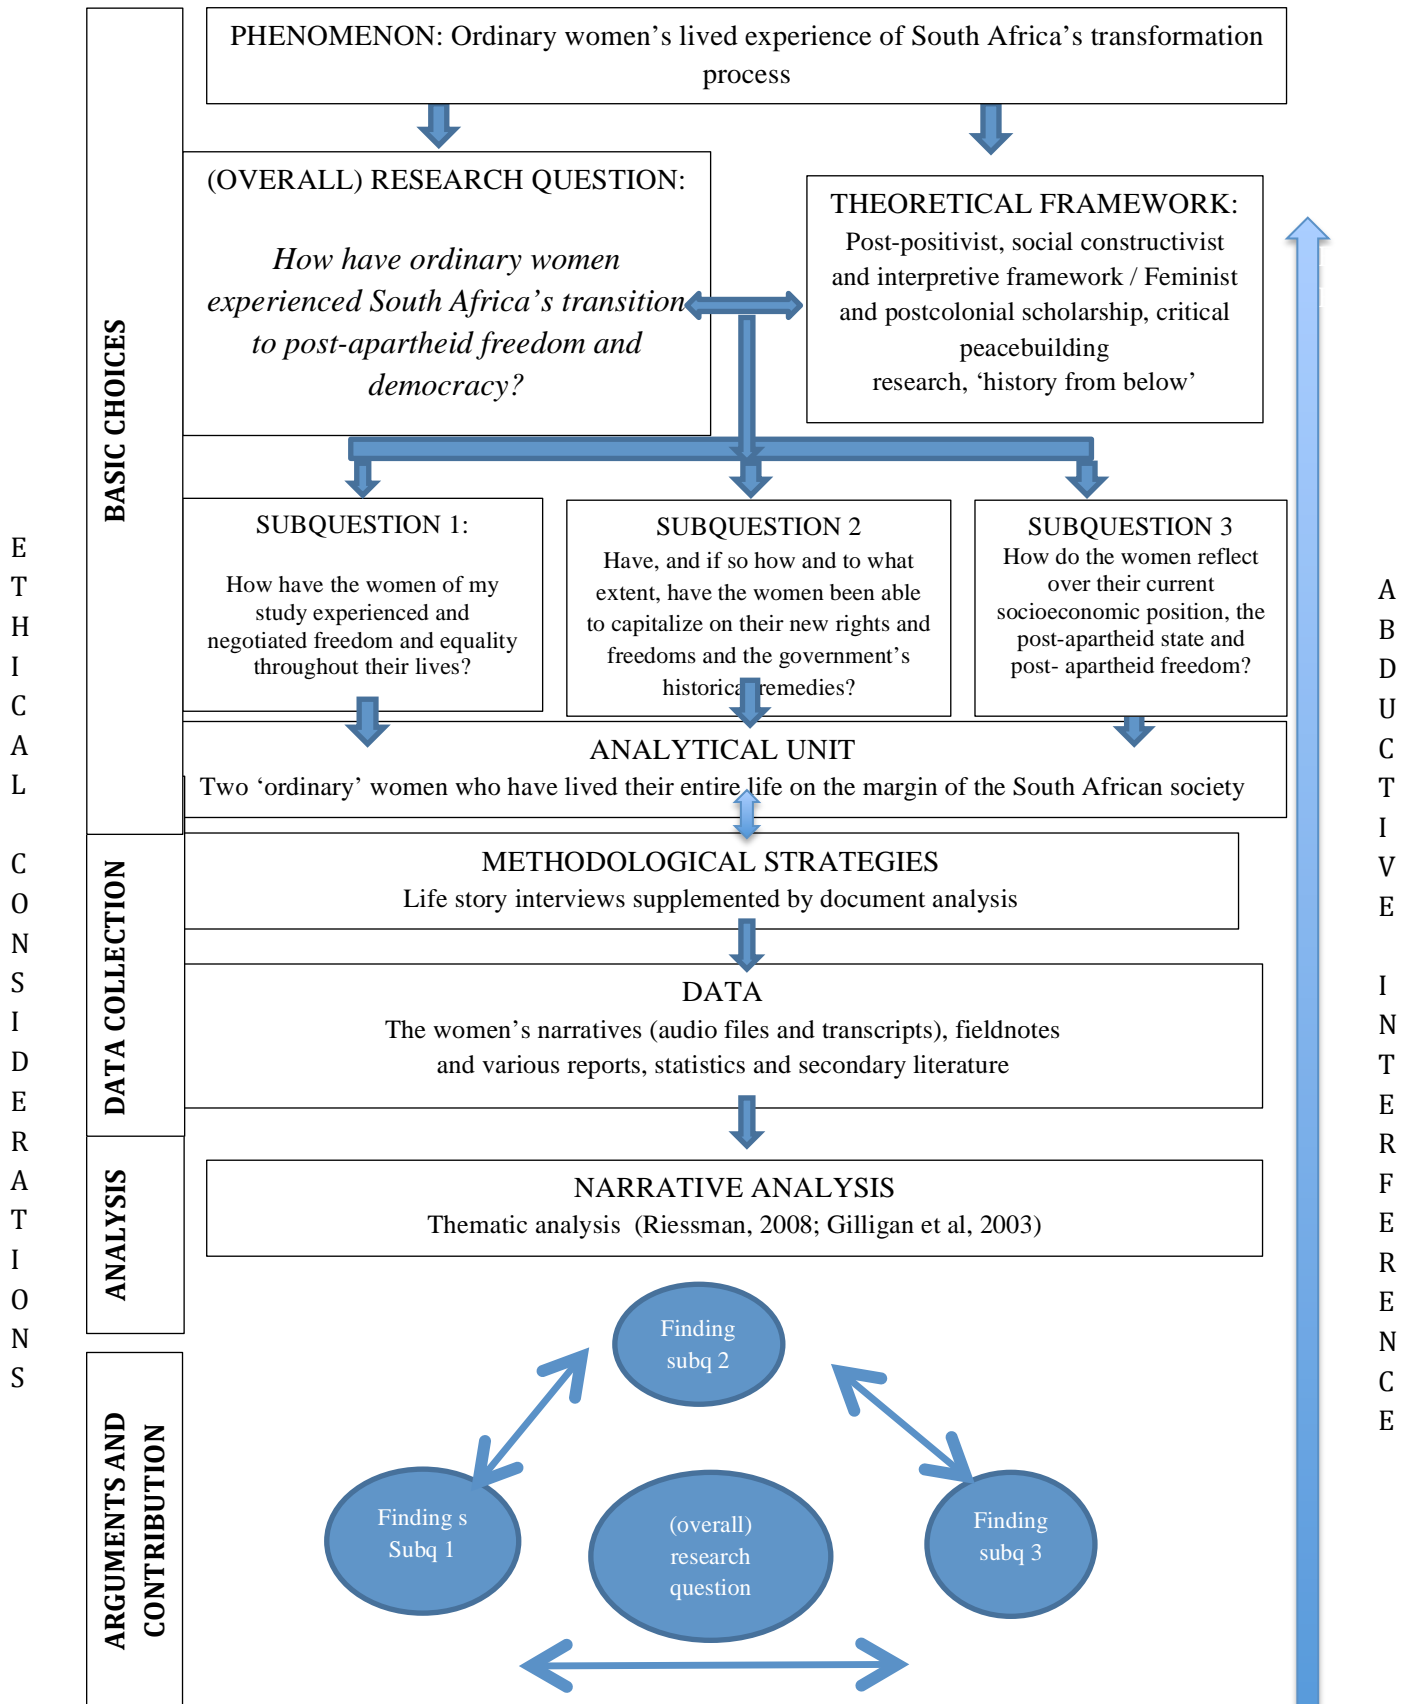 PHENOMENON: Ordinary women’s lived experience of South Africa’s transformation
process
(OVERALL) RESEARCH QUESTION:
How have ordinary women
experienced South Africa’s transition
to post-apartheid freedom and
democracy?
THEORETICAL FRAMEWORK:
Post-positivist, social constructivist
and interpretive framework / Feminist
and postcolonial scholarship, critical
peacebuilding
research, ‘history from below’
BASIC CHOICES
SUBQUESTION 1:
How have the women of my
study experienced and
negotiated freedom and equality
throughout their lives?
SUBQUESTION 2
Have, and if so how and to what
extent, have the women been able
to capitalize on their new rights and
freedoms and the government’s
historical remedies?
SUBQUESTION 3
How do the women reflect
over their current
socioeconomic position, the
post-apartheid state and
post- apartheid freedom?
ANALYTICAL UNIT
Two ‘ordinary’ women who have lived their entire life on the margin of the South African society
DATA COLLECTION
METHODOLOGICAL STRATEGIES
Life story interviews supplemented by document analysis
DATA
The women’s narratives (audio files and transcripts), fieldnotes
and various reports, statistics and secondary literature
ANALYSIS
NARRATIVE ANALYSIS
Thematic analysis (Riessman, 2008; Gilligan et al, 2003)
ARGUMENTS AND
CONTRIBUTION
Finding
subq 2
Finding s
Subq 1
(overall)
research
question
Finding
subq 3
ETHICAL CONSIDERATIONS
ABDUCTIVE INTERFERENCE